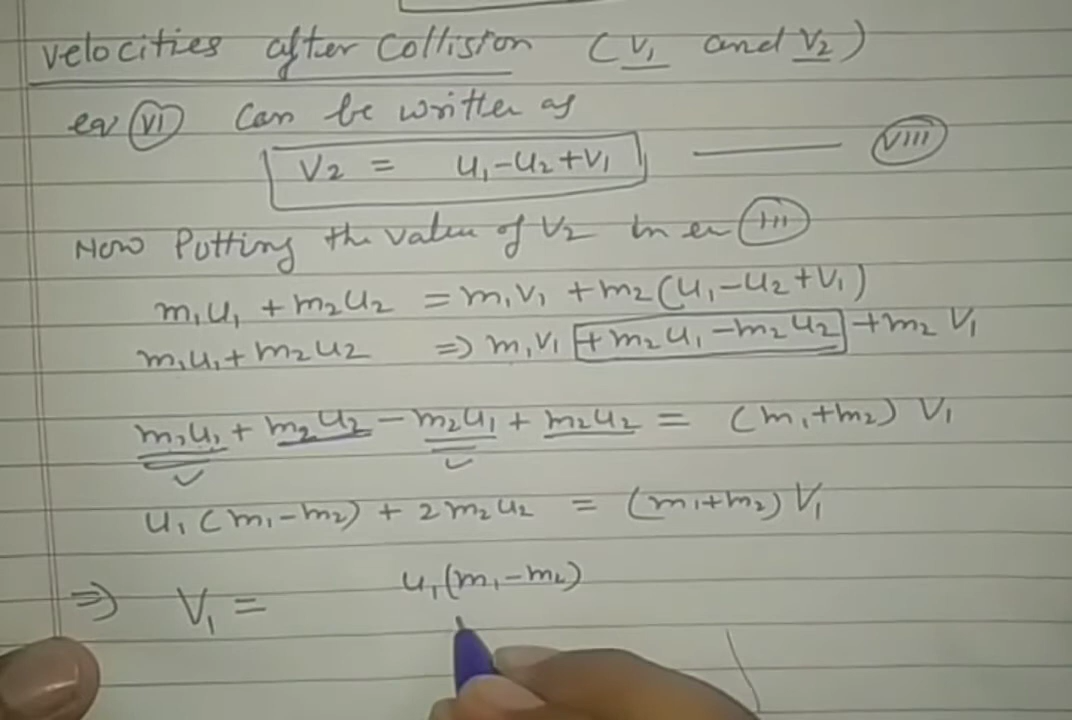 velocities after Collision (V₁ and V₂)
eq (VI) Can be written as
V₂ = u₁-u₂+V₁ ——— (VIII)
Now Putting the value of V₂ in eq (III)
m₁u₁ + m₂u₂ = m₁V₁ + m₂(u₁-u₂+V₁)
m₁u₁+m₂u₂ => m₁V₁ +m₂u₁-m₂u₂ +m₂V₁
m₁u₁ + m₂u₂ - m₂u₁ + m₂u₂ = (m₁+m₂) V₁
u₁(m₁-m₂) + 2m₂u₂ = (m₁+m₂) V₁
=> V₁ = u₁(m₁-m₂)